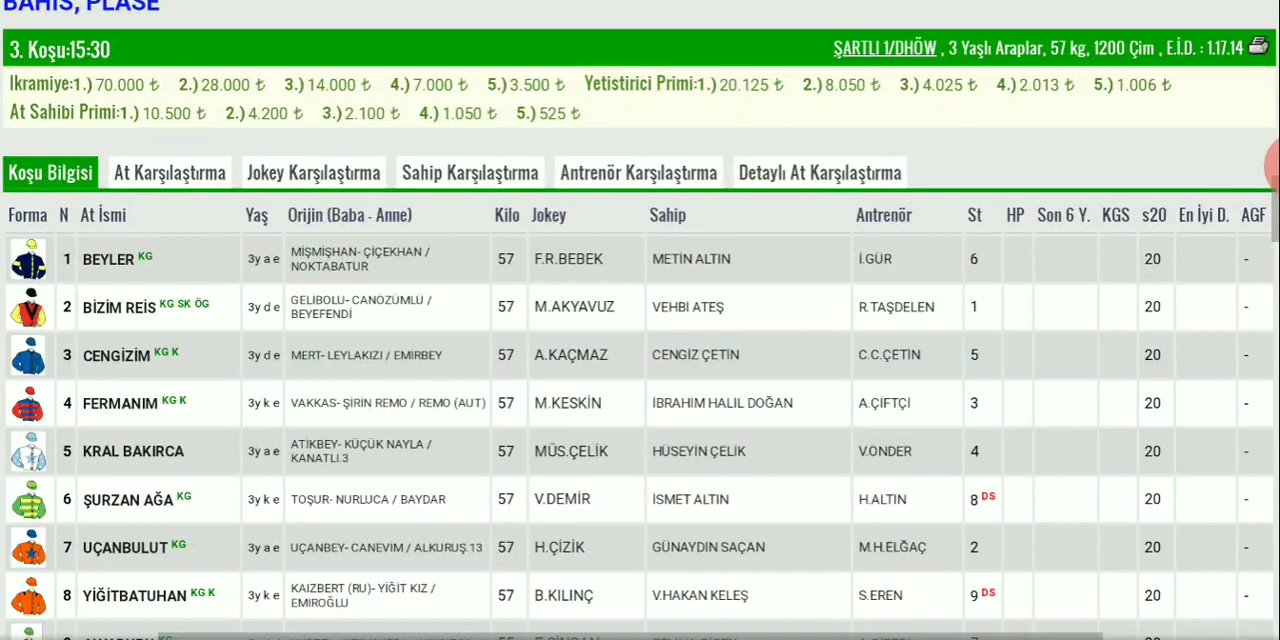 BAHİS, PLASE
3. Koşu:15:30 ŞARTLI 1/DHÖW , 3 Yaşlı Araplar, 57 kg, 1200 Çim , E.İ.D. : 1.17.14
Ikramiye:1.) 70.000 ₺ 2.) 28.000 ₺ 3.) 14.000 ₺ 4.) 7.000 ₺ 5.) 3.500 ₺ Yetistirici Primi:1.) 20.125 ₺ 2.) 8.050 ₺ 3.) 4.025 ₺ 4.) 2.013 ₺ 5.) 1.006 ₺
At Sahibi Primi:1.) 10.500 ₺ 2.) 4.200 ₺ 3.) 2.100 ₺ 4.) 1.050 ₺ 5.) 525 ₺
Koşu Bilgisi At Karşılaştırma Jokey Karşılaştırma Sahip Karşılaştırma Antrenör Karşılaştırma Detaylı At Karşılaştırma
Forma N At İsmi Yaş Orijin (Baba - Anne) Kilo Jokey Sahip Antrenör St HP Son 6 Y. KGS s20 En İyi D. AGF
1 BEYLER KG 3y a e MİŞMİŞHAN- ÇİÇEKHAN / NOKTABATUR 57 F.R.BEBEK METİN ALTIN İ.GÜR 6 20 -
2 BİZİM REİS KG SK ÖG 3y d e GELİBOLU- CANÖZÜMLÜ / BEYEFENDİ 57 M.AKYAVUZ VEHBİ ATEŞ R.TAŞDELEN 1 20 -
3 CENGİZİM KG K 3y d e MERT- LEYLAKIZI / EMİRBEY 57 A.KAÇMAZ CENGİZ ÇETİN C.C.ÇETİN 5 20 -
4 FERMANIM KG K 3y k e VAKKAS- ŞİRİN REMO / REMO (AUT) 57 M.KESKİN İBRAHİM HALİL DOĞAN A.ÇİFTÇİ 3 20 -
5 KRAL BAKIRCA 3y a e ATİKBEY- KÜÇÜK NAYLA / KANATLI.3 57 MÜS.ÇELİK HÜSEYİN ÇELİK V.ÖNDER 4 20 -
6 ŞURZAN AĞA KG 3y k e TOŞUR- NURLUCA / BAYDAR 57 V.DEMİR İSMET ALTIN H.ALTIN 8 DS 20 -
7 UÇANBULUT KG 3y a e UÇANBEY- CANEVİM / ALKURUŞ.13 57 H.ÇİZİK GÜNAYDIN SAÇAN M.H.ELĞAÇ 2 20 -
8 YİĞİTBATUHAN KG K 3y k e KAIZBERT (RU)- YİĞİT KIZ / EMİROĞLU 57 B.KILINÇ V.HAKAN KELEŞ S.EREN 9 DS 20 -